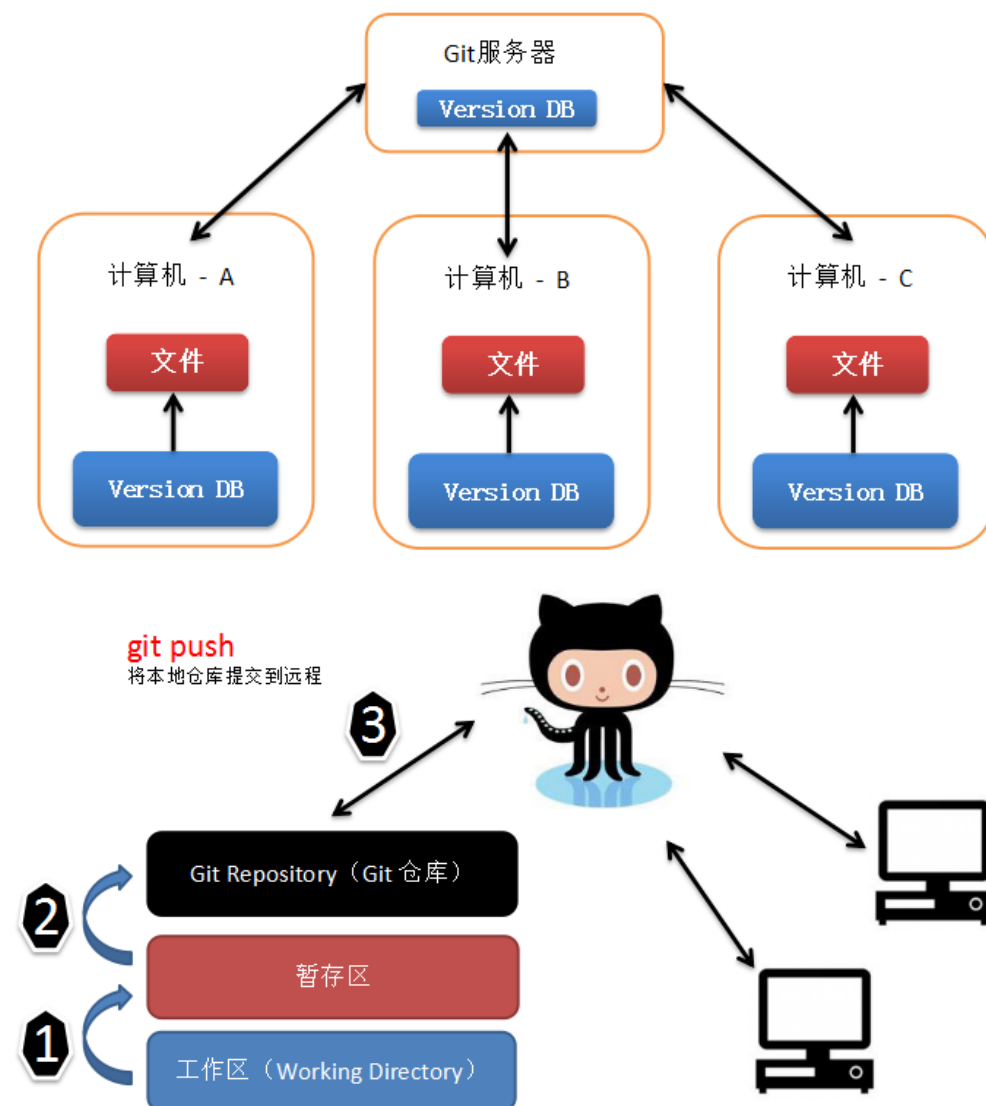 Git服务器
Version DB
计算机 - A
计算机 - B
计算机 - C
文件
文件
文件
Version DB
Version DB
Version DB
git push
将本地仓库提交到远程
3
Git Repository（Git 仓库）
2
暂存区
1
工作区（Working Directory）